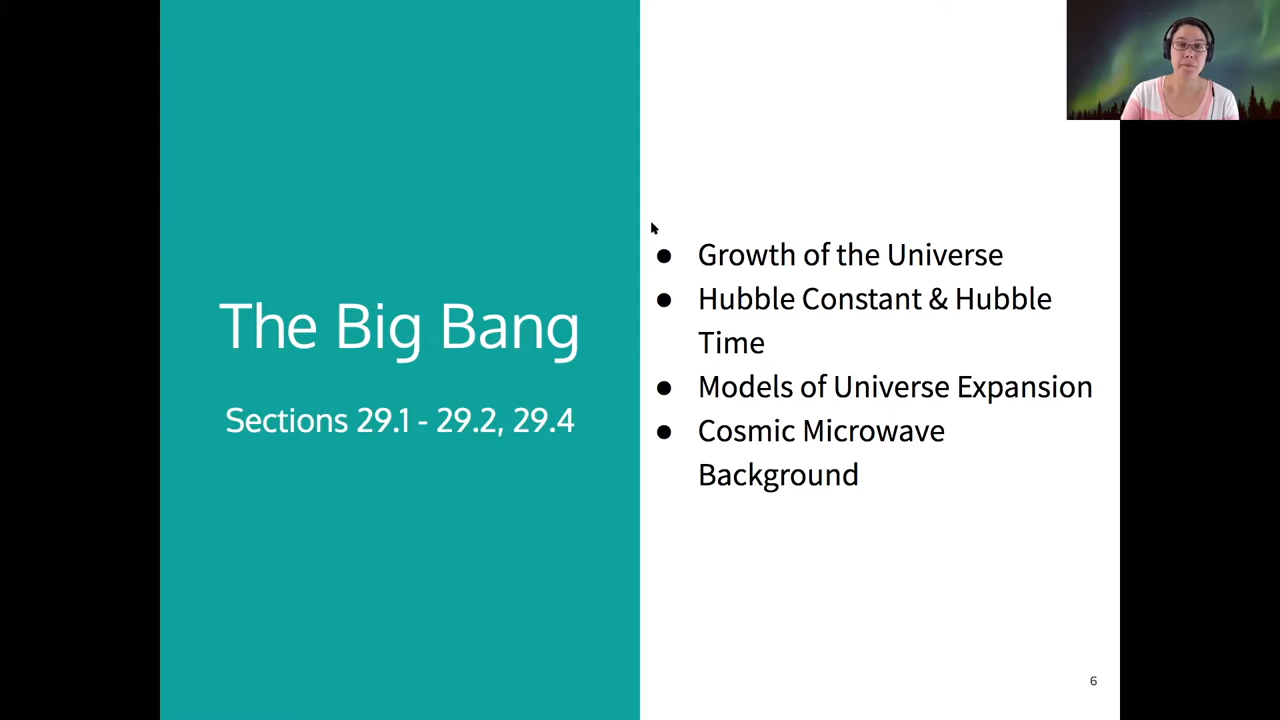 The Big Bang
Sections 29.1 - 29.2, 29.4
● Growth of the Universe
● Hubble Constant & Hubble
Time
● Models of Universe Expansion
● Cosmic Microwave
Background
6